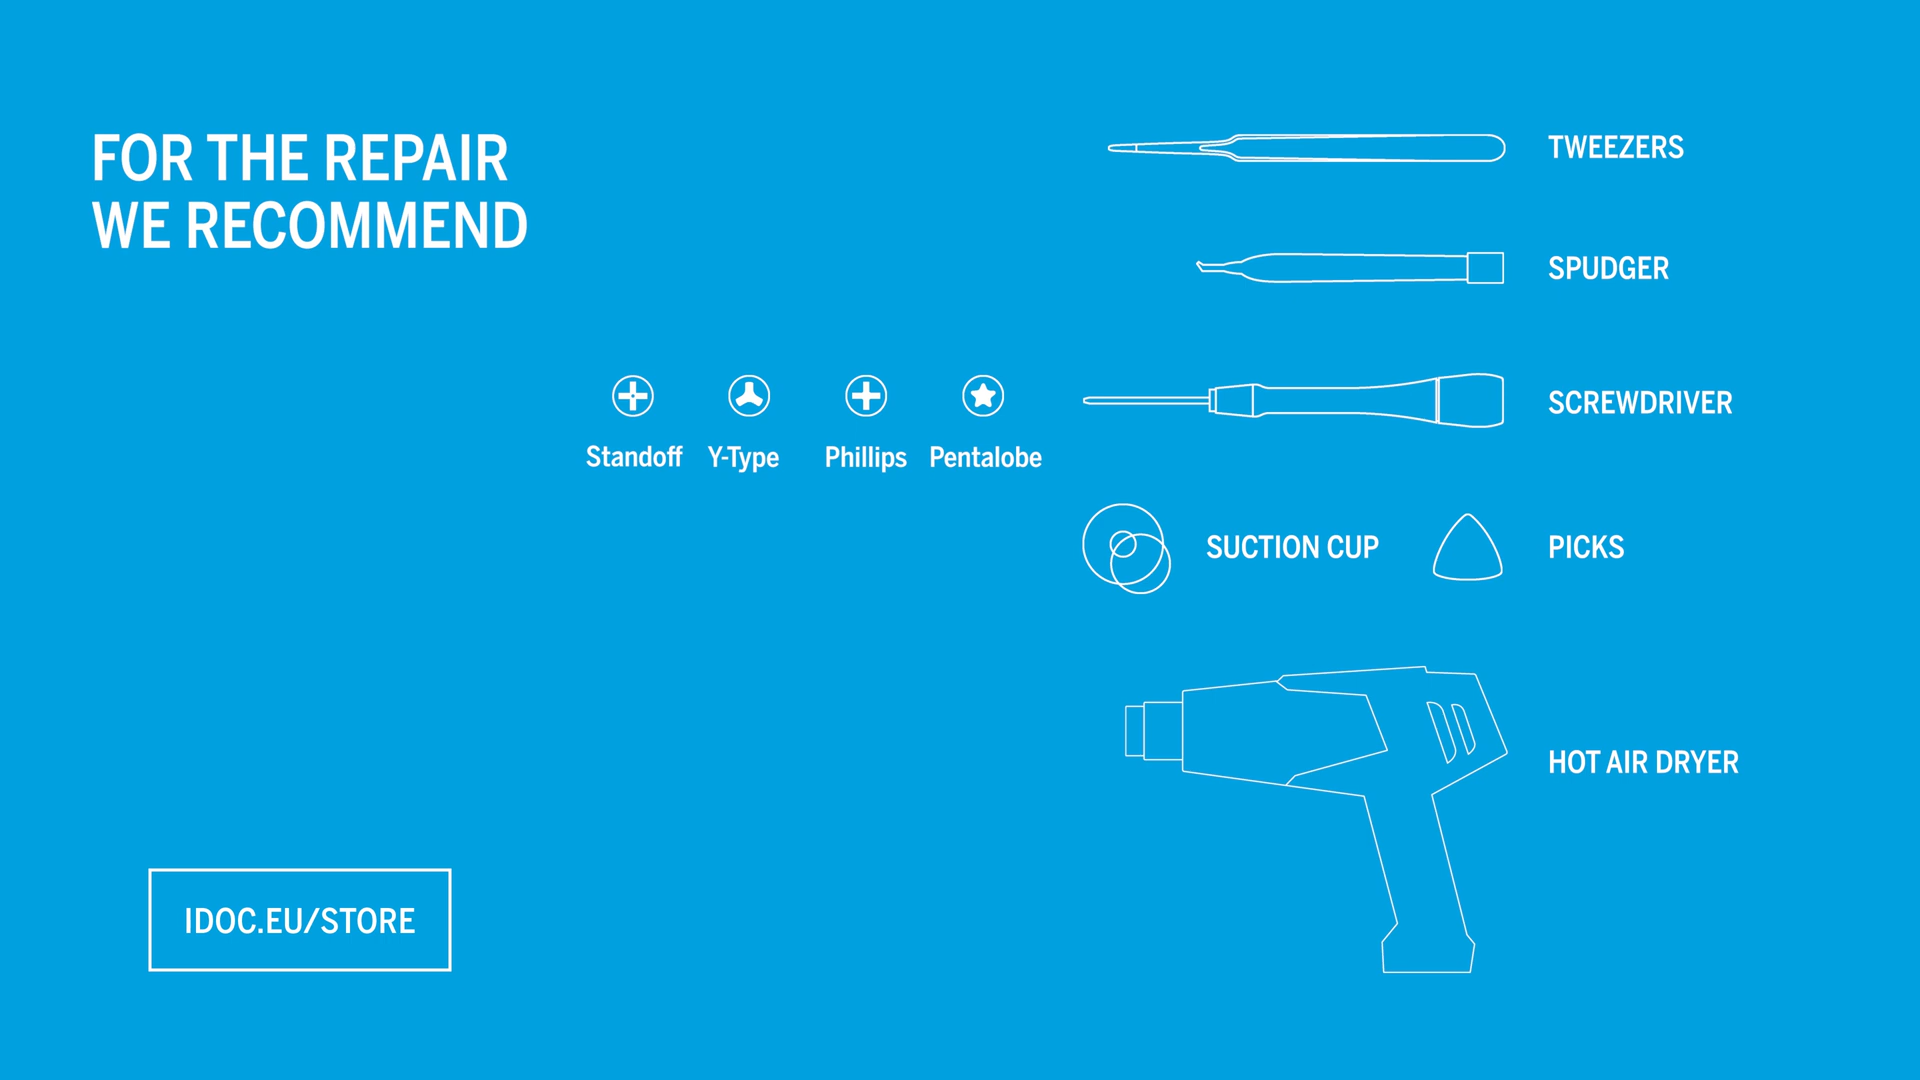 FOR THE REPAIR
WE RECOMMEND
TWEEZERS
SPUDGER
Standoff Y-Type Phillips Pentalobe
SCREWDRIVER
SUCTION CUP
PICKS
HOT AIR DRYER
IDOC.EU/STORE